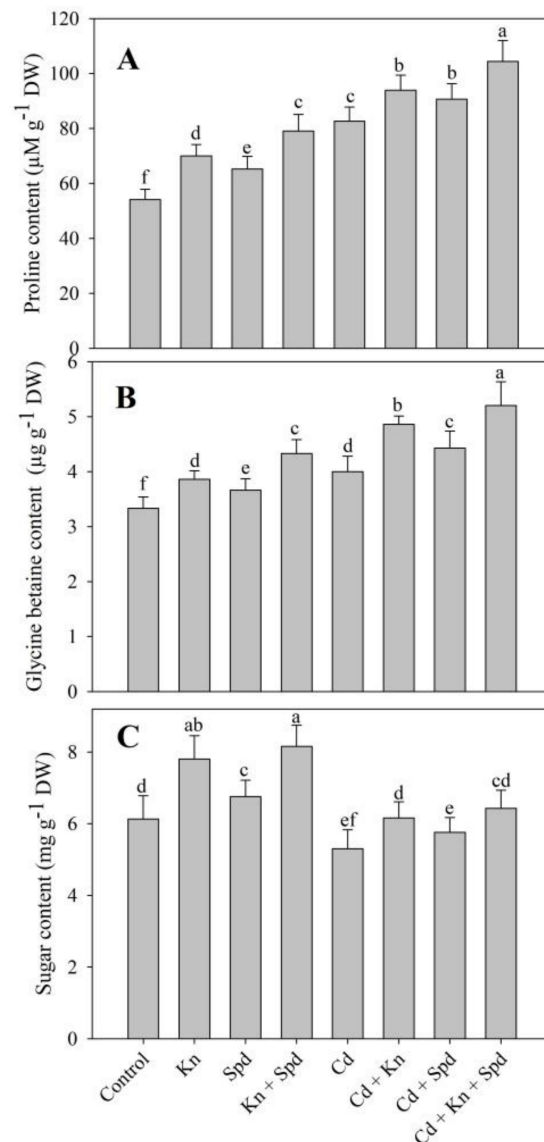 A
Proline content (µM g-1 DW)
120
100
80
60
40
20
0
f
d
e
c
c
b
b
a
B
Glycine betaine content (µg g-1 DW)
6
5
4
3
2
1
0
f
d
e
c
d
b
c
a
C
Sugar content (mg g-1 DW)
8
6
4
2
0
d
ab
c
a
ef
d
e
cd
Control
Kn
Spd
Kn + Spd
Cd
Cd + Kn
Cd + Spd
Cd + Kn + Spd